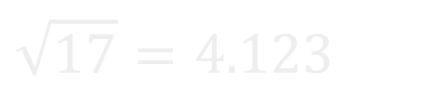 √17 = 4.123